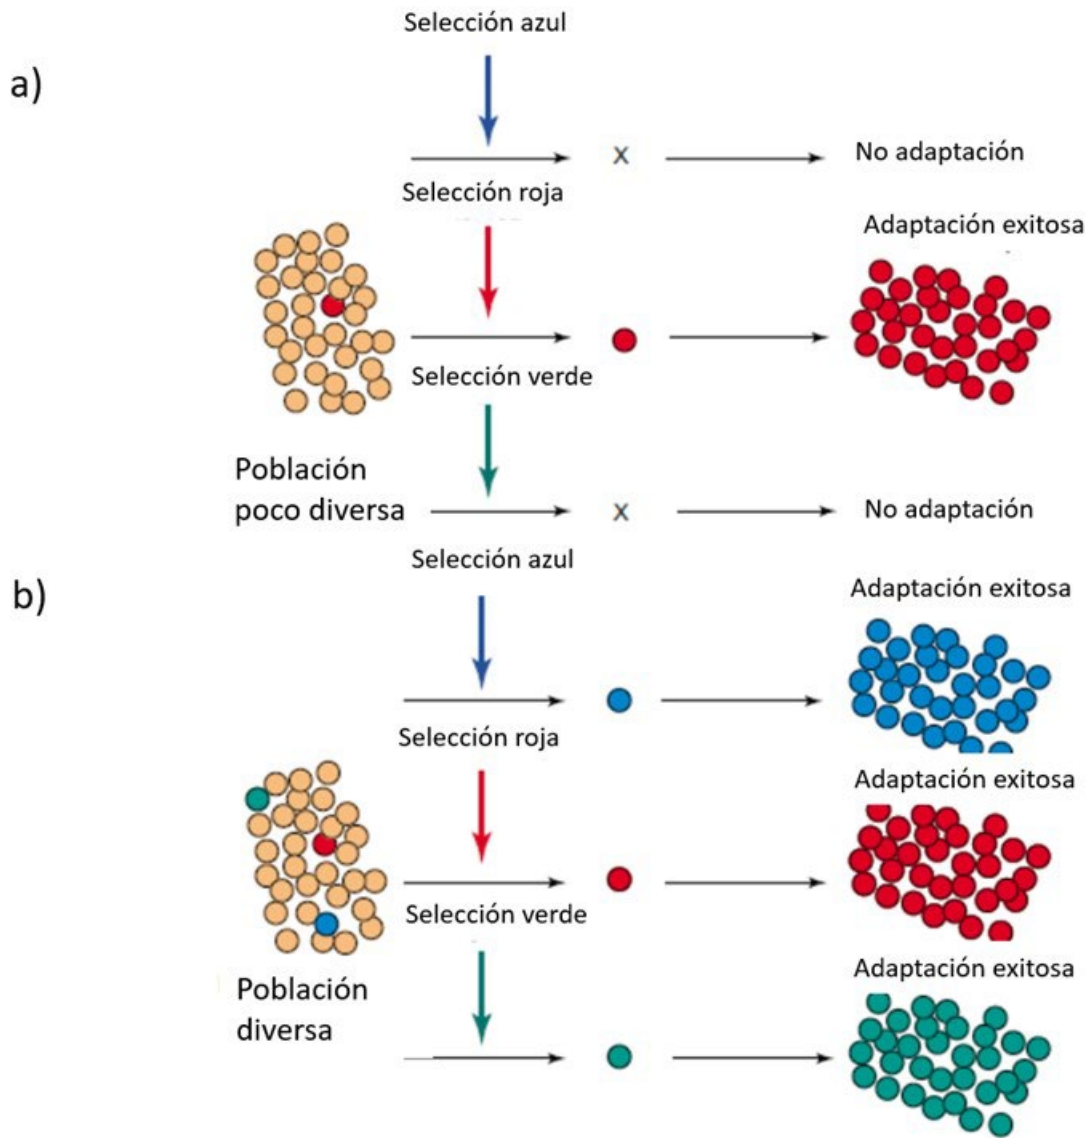 Selección azul
a)
x
No adaptación
Selección roja
Adaptación exitosa
Selección verde
Población
poco diversa
x
No adaptación
Selección azul
b)
Adaptación exitosa
Selección roja
Adaptación exitosa
Selección verde
Adaptación exitosa
Población
diversa